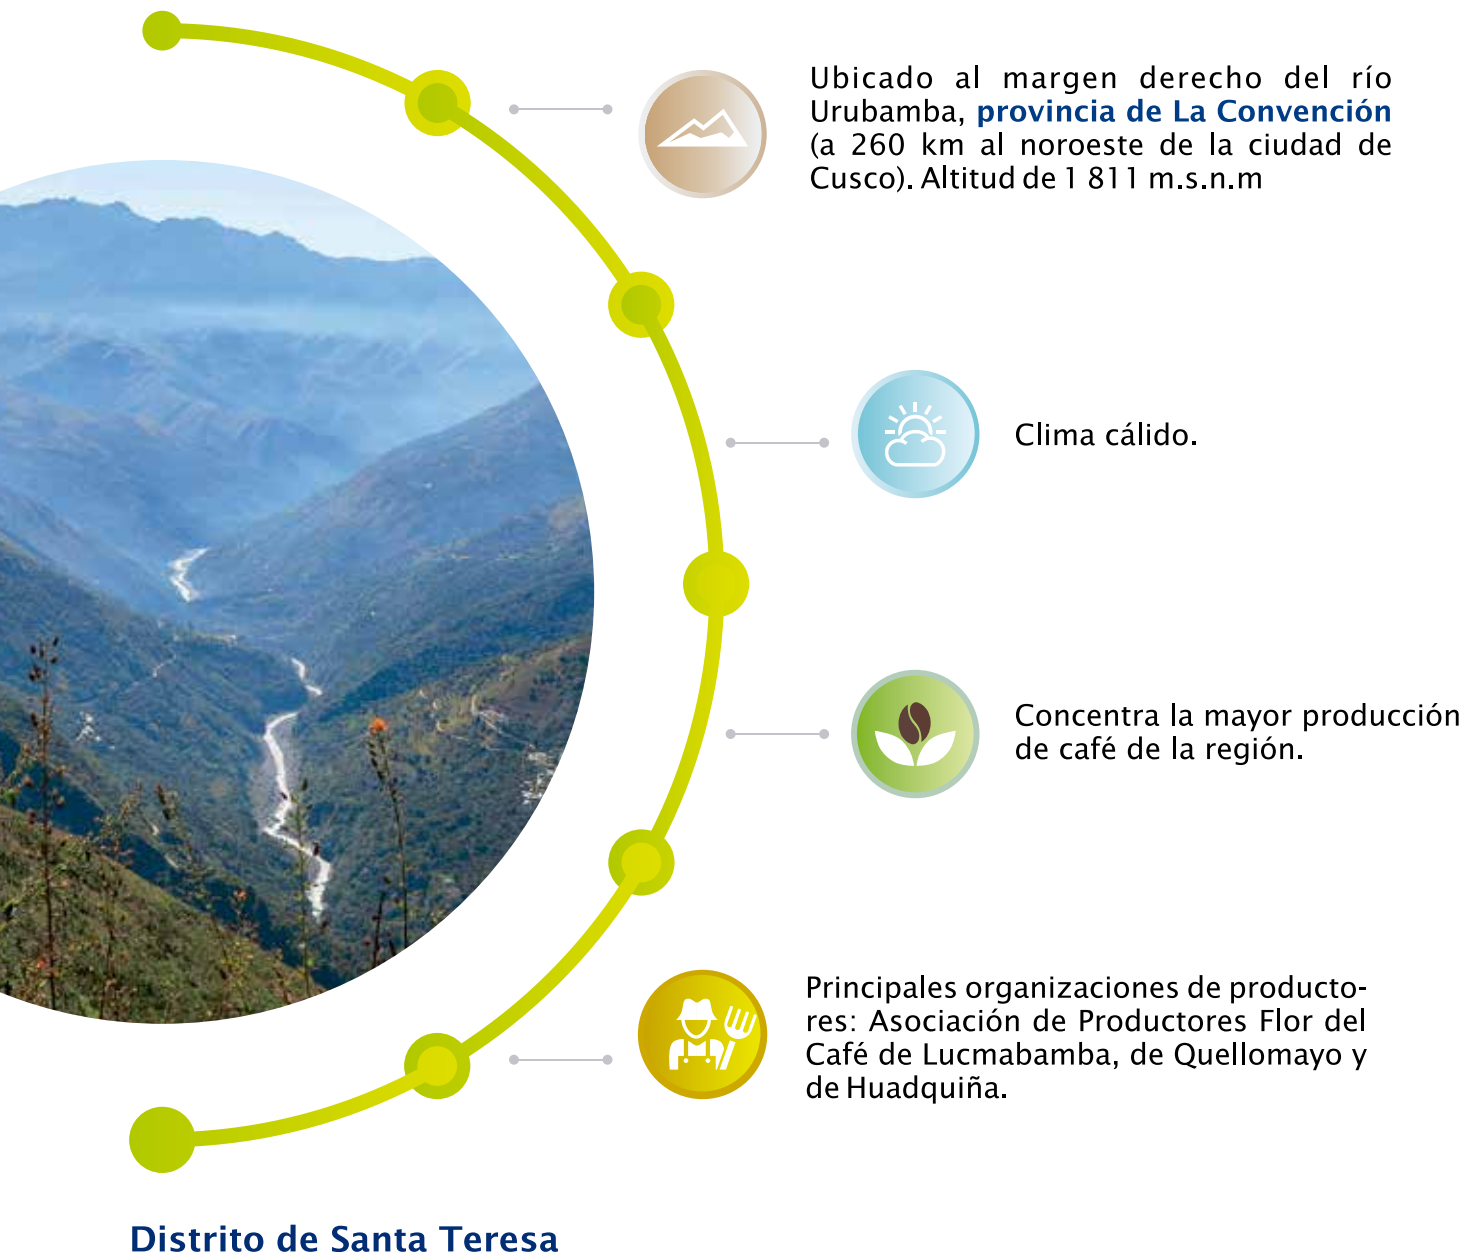 Ubicado al margen derecho del río
Urubamba, provincia de La Convención
(a 260 km al noroeste de la ciudad de
Cusco). Altitud de 1 811 m.s.n.m
Clima cálido.
Concentra la mayor producción
de café de la región.
Principales organizaciones de producto-
res: Asociación de Productores Flor del
Café de Lucmabamba, de Quellomayo y
de Huadquiña.
Distrito de Santa Teresa